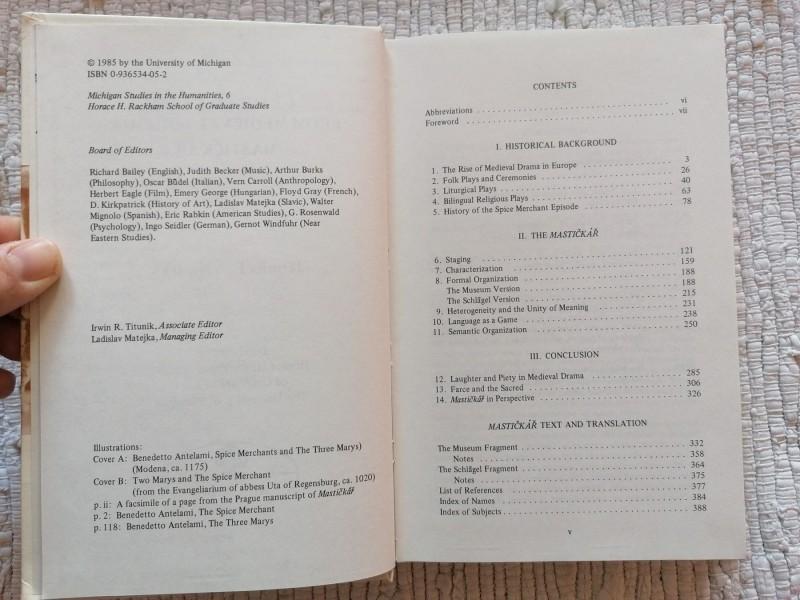 © 1985 by the University of Michigan
ISBN 0-936534-05-2
Michigan Studies in the Humanities, 6
Horace H. Rackham School of Graduate Studies
Board of Editors
Richard Bailey (English), Judith Becker (Music), Arthur Burks
(Philosophy), Oscar Büdel (Italian), Vern Carroll (Anthropology),
Herbert Eagle (Film), Emery George (Hungarian), Floyd Gray (French),
D. Kirkpatrick (History of Art), Ladislav Matejka (Slavic), Walter
Mignolo (Spanish), Eric Rabkin (American Studies), G. Rosenwald
(Psychology), Ingo Seidler (German), Gernot Windfuhr (Near
Eastern Studies).
Irwin R. Titunik, Associate Editor
Ladislav Matejka, Managing Editor
Illustrations:
Cover A: Benedetto Antelami, Spice Merchants and The Three Marys)
(Modena, ca. 1175)
Cover B: Two Marys and The Spice Merchant
(from the Evangeliarium of abbess Uta of Regensburg, ca. 1020)
p. ii: A facsimile of a page from the Prague manuscript of Mastičkář
p. 2: Benedetto Antelami, The Spice Merchant
p. 118: Benedetto Antelami, The Three Marys
CONTENTS
Abbreviations vi
Foreword vii
I. HISTORICAL BACKGROUND
1. The Rise of Medieval Drama in Europe 3
2. Folk Plays and Ceremonies 26
3. Liturgical Plays 40
4. Bilingual Religious Plays 63
5. History of the Spice Merchant Episode 78
II. THE MASTIČKÁŘ
6. Staging 121
7. Characterization 159
8. Formal Organization 188
The Museum Version 188
The Schlägel Version 215
9. Heterogeneity and the Unity of Meaning 231
10. Language as a Game 238
11. Semantic Organization 250
III. CONCLUSION
12. Laughter and Piety in Medieval Drama 285
13. Farce and the Sacred 306
14. Mastičkář in Perspective 326
MASTIČKÁŘ TEXT AND TRANSLATION
The Museum Fragment 332
Notes 358
The Schlägel Fragment 364
Notes 375
List of References 377
Index of Names 384
Index of Subjects 388
v